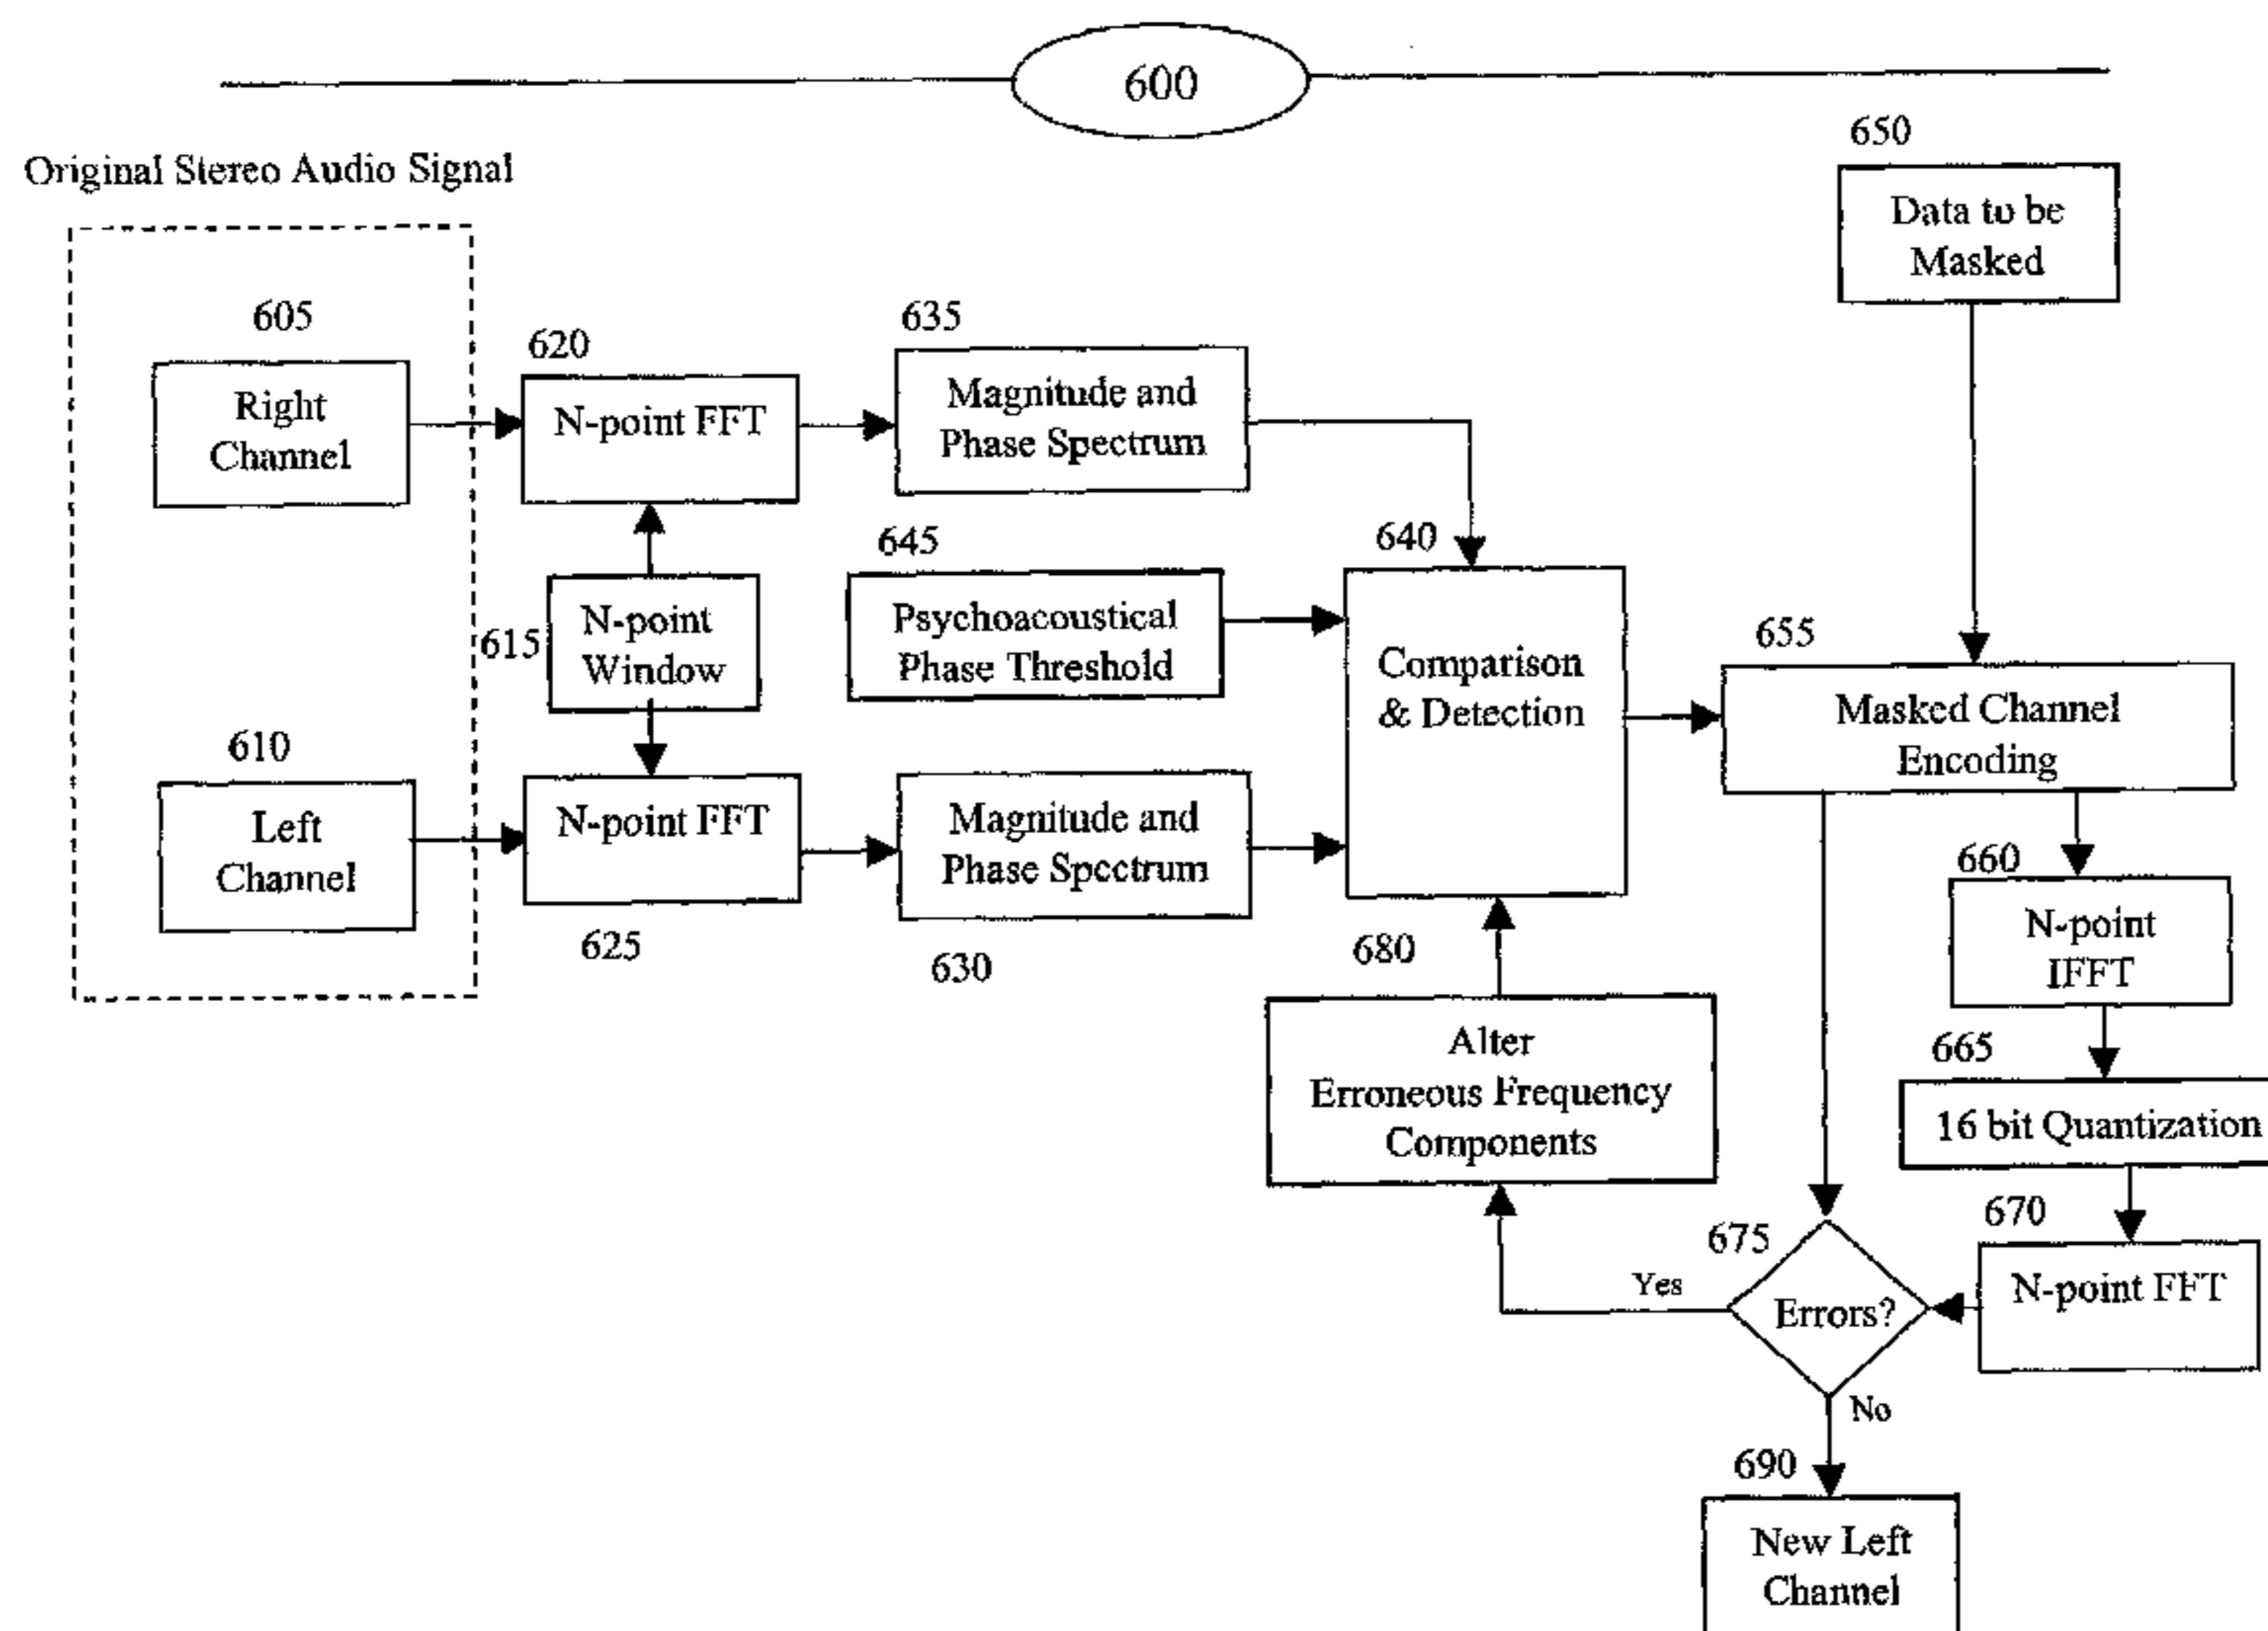 600
650
Original Stereo Audio Signal
Data to be
Masked
605
620
635
Right
Channel
N-point FFT
Magnitude and
Phase Spectrum
645
640
615
N-point
Window
Psychoacoustical
Phase Threshold
Comparison
& Detection
655
Masked Channel
Encoding
610
Left
Channel
N-point FFT
Magnitude and
Phase Spectrum
625
630
660
N-point
IFFT
680
Alter
Erroneous Frequency
Components
665
16 bit Quantization
670
N-point FFT
675
Errors?
Yes
No
690
New Left
Channel